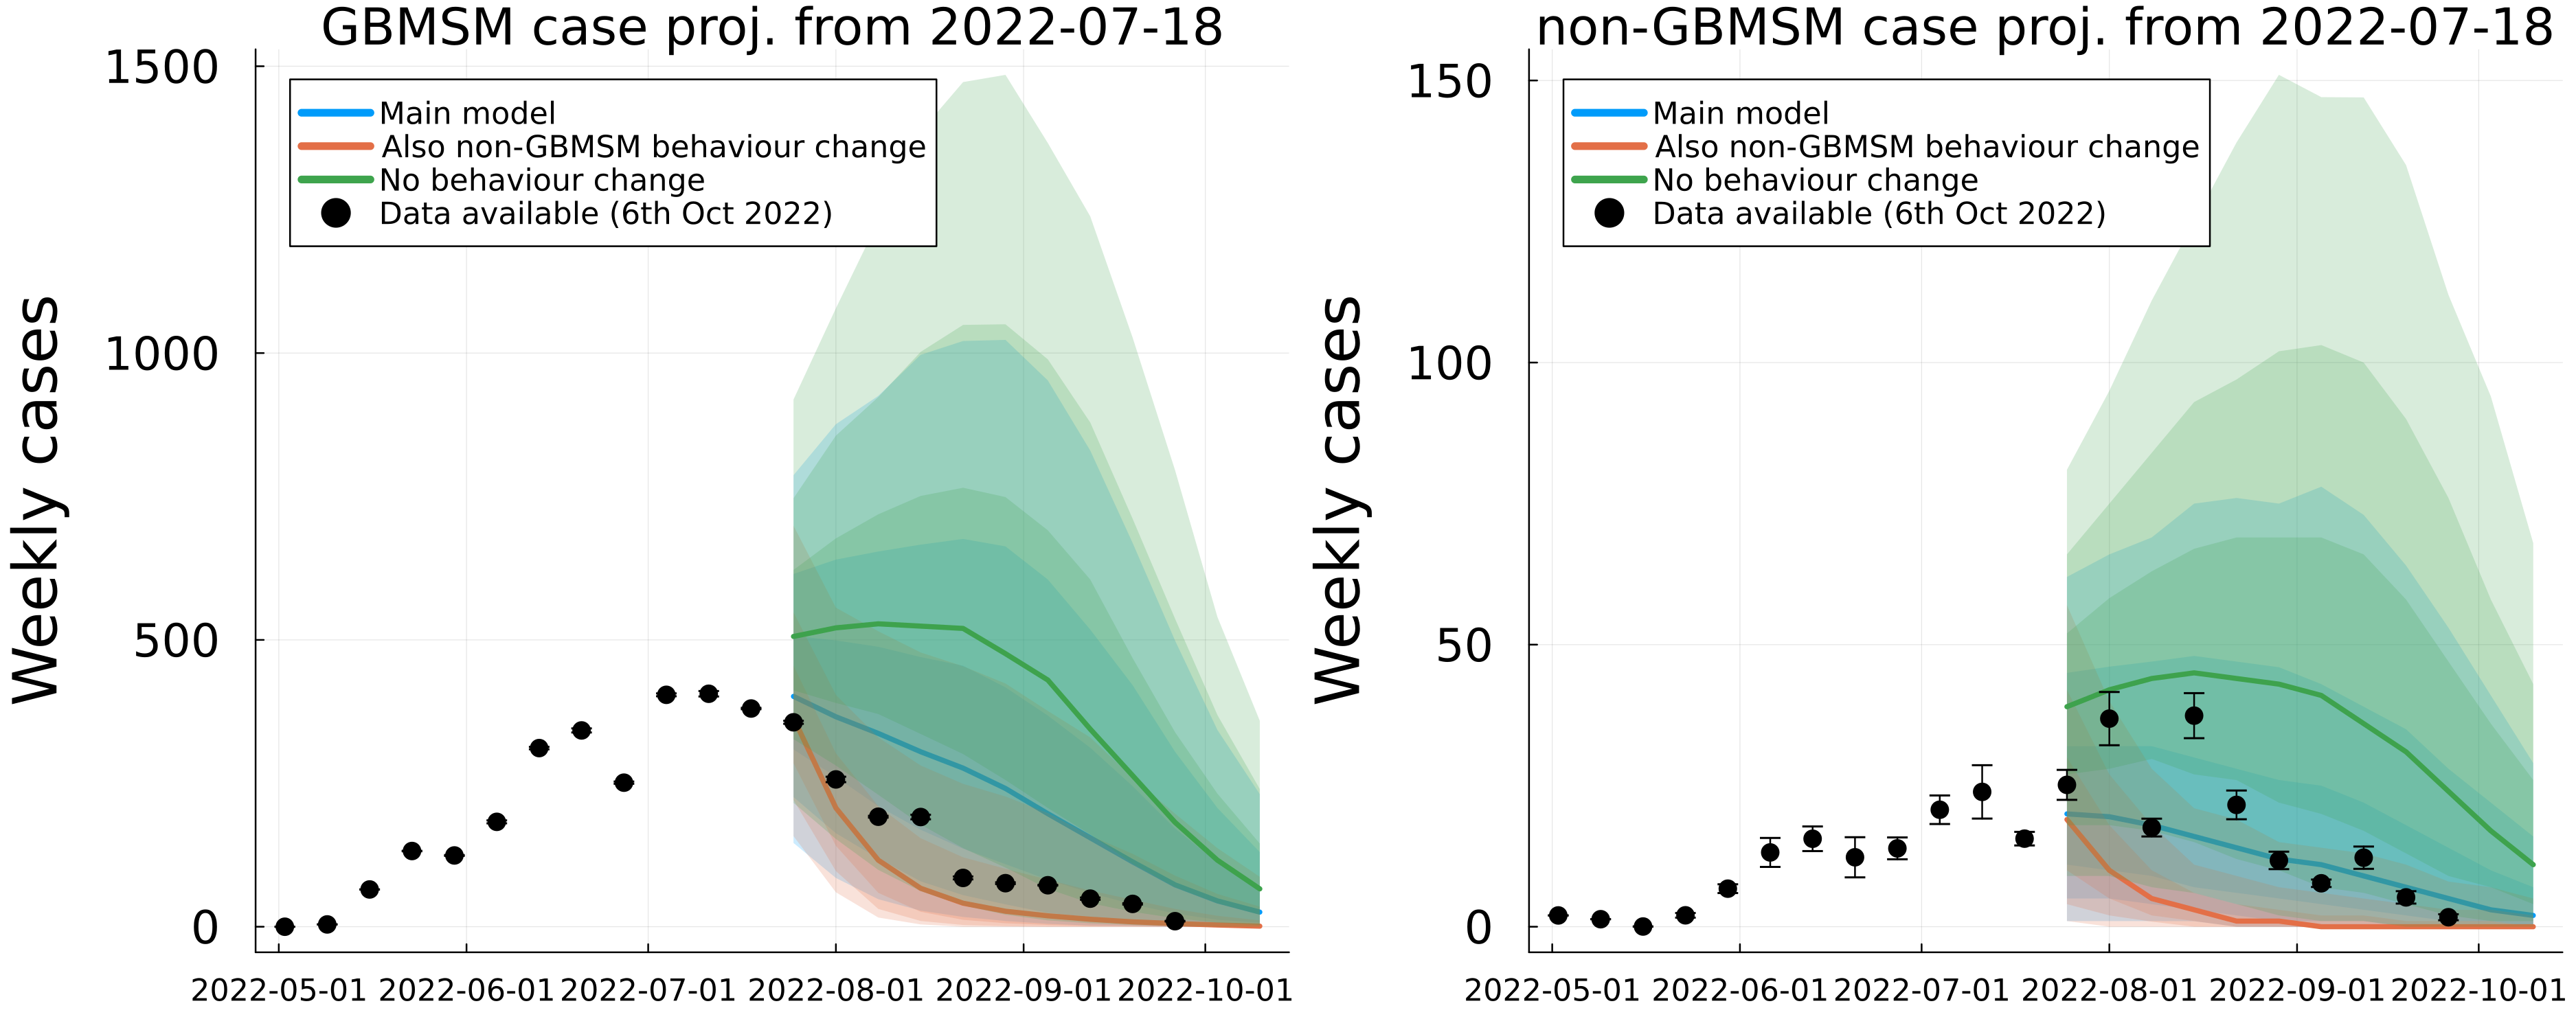 GBMSM case proj. from 2022-07-18
Weekly cases
1500
1000
500
0
Main model
Also non-GBMSM behaviour change
No behaviour change
Data available (6th Oct 2022)
2022-05-01 2022-06-01 2022-07-01 2022-08-01 2022-09-01 2022-10-01
non-GBMSM case proj. from 2022-07-18
Weekly cases
150
100
50
0
Main model
Also non-GBMSM behaviour change
No behaviour change
Data available (6th Oct 2022)
2022-05-01 2022-06-01 2022-07-01 2022-08-01 2022-09-01 2022-10-01